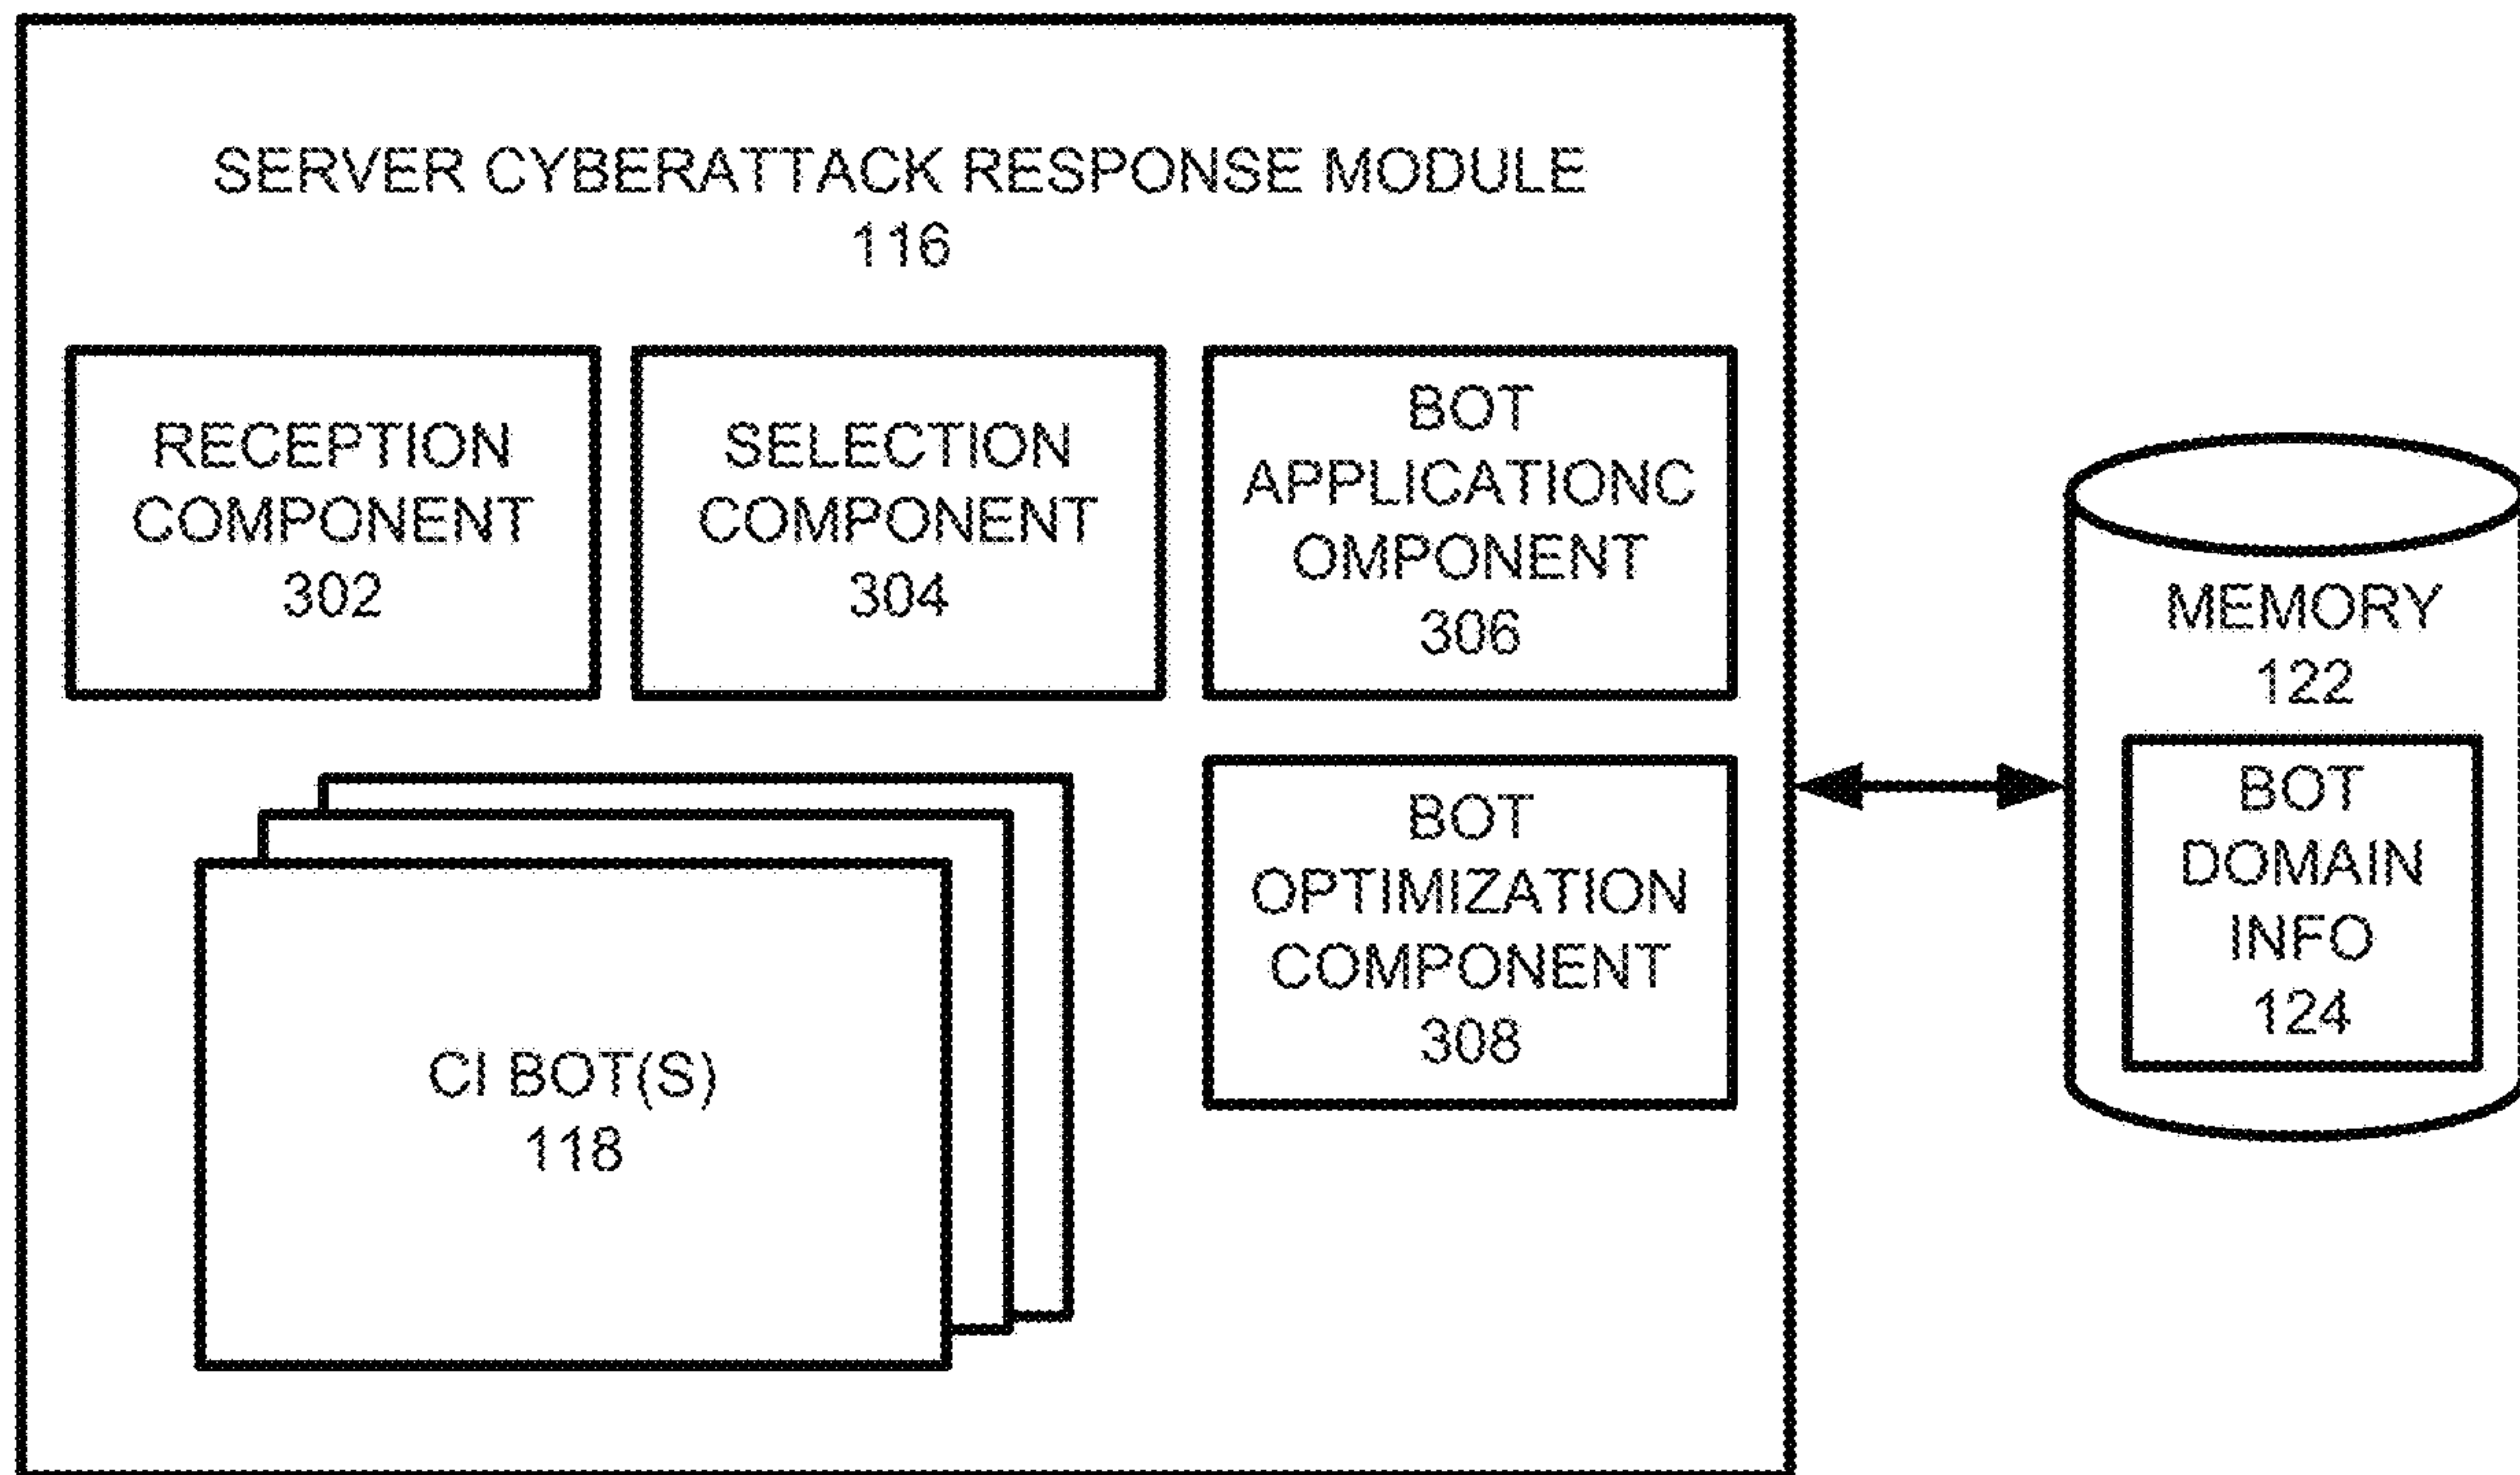 SERVER CYBERATTACK RESPONSE MODULE
116
RECEPTION
COMPONENT
302
SELECTION
COMPONENT
304
BOT
APPLICATIONC
OMPONENT
306
CI BOT(S)
118
BOT
OPTIMIZATION
COMPONENT
308
MEMORY
122
BOT
DOMAIN
INFO
124